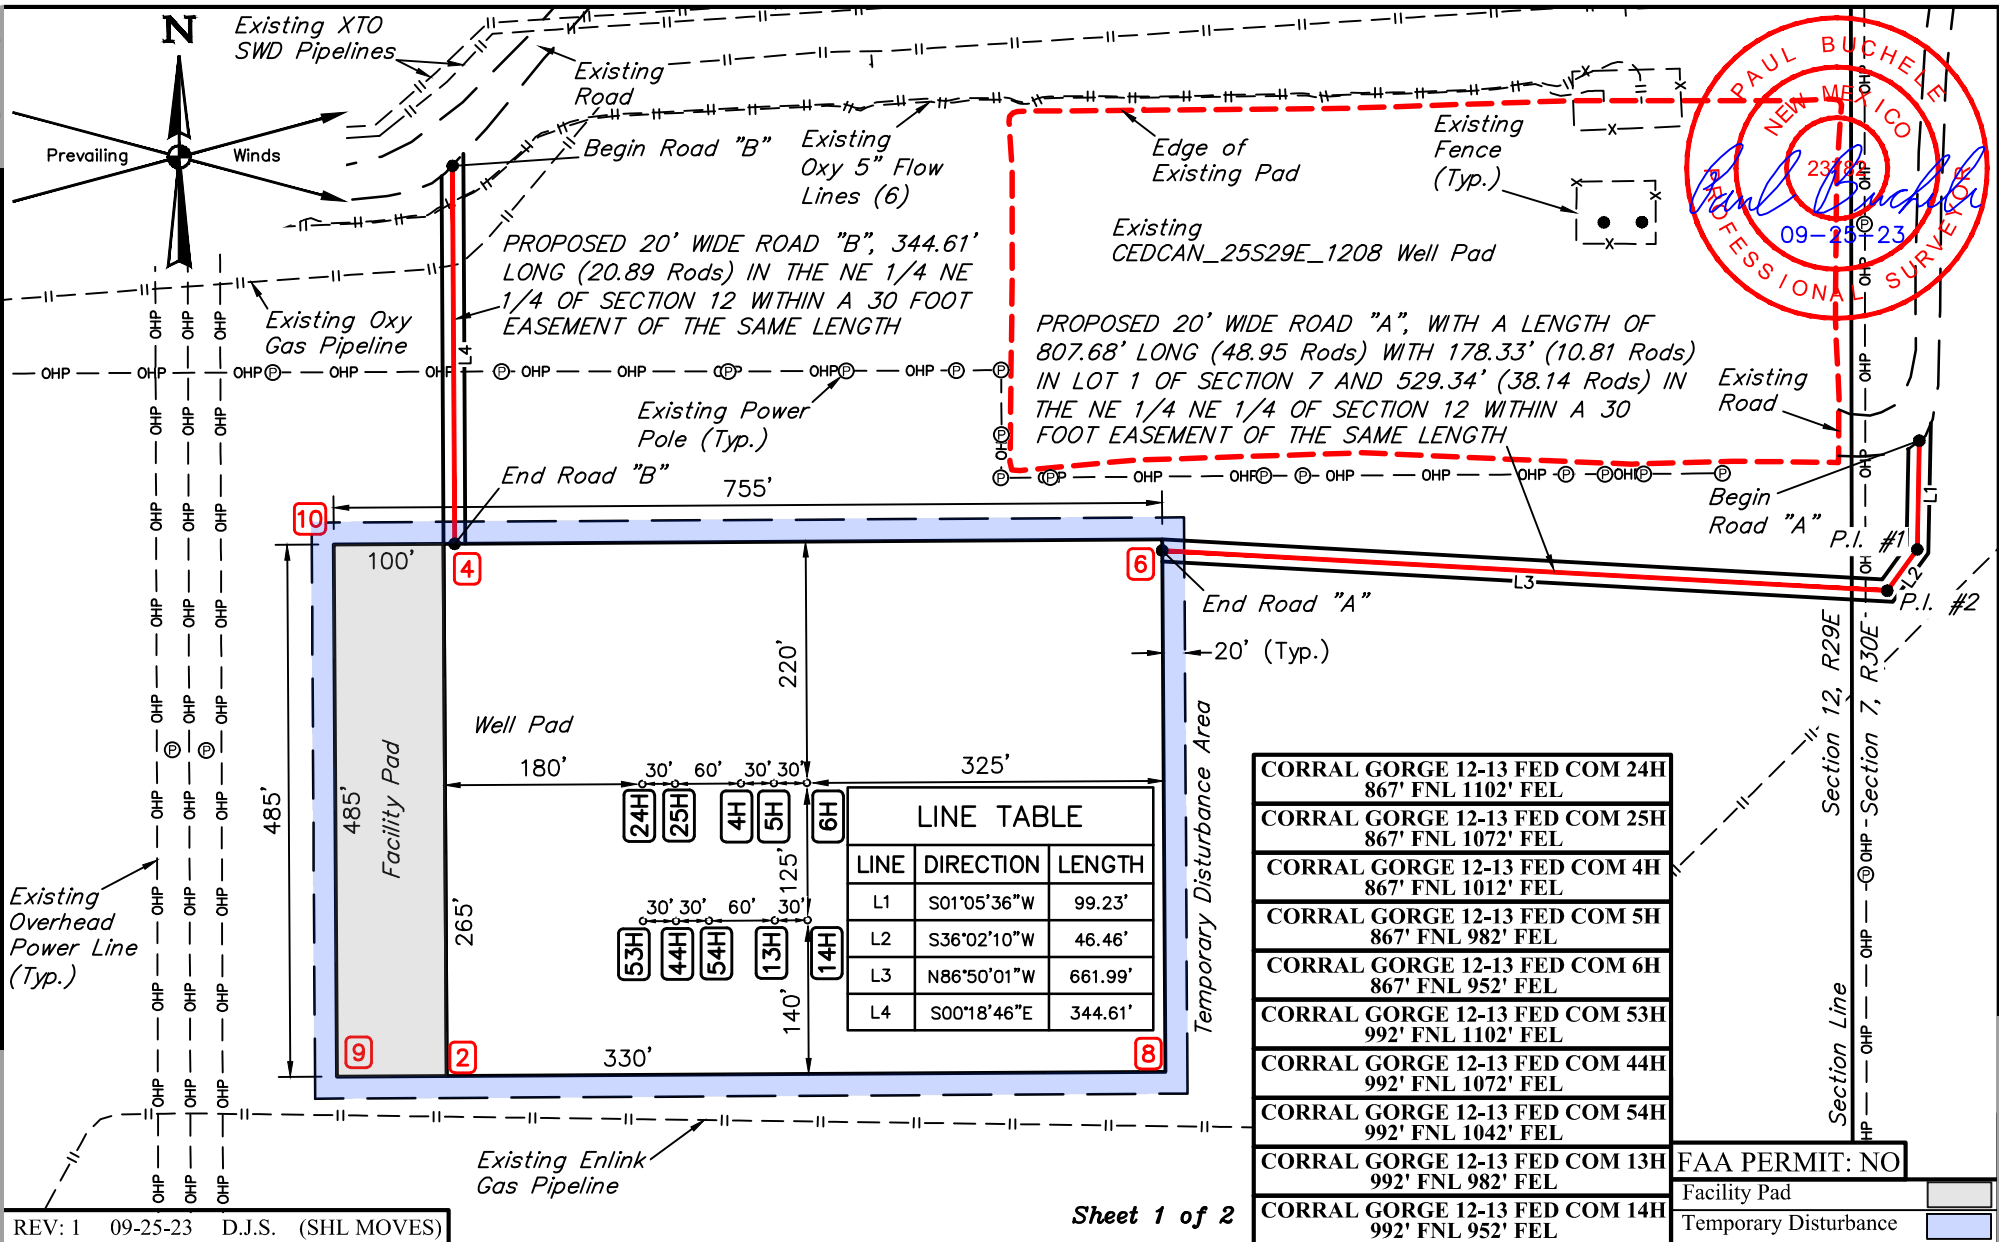 N
Existing XTO
SWD Pipelines
Existing
Road
Prevailing
Winds
Begin Road "B"
Existing
Oxy 5" Flow
Lines (6)
Edge of
Existing Pad
Existing
Fence
(Typ.)
Existing
CEDCAN_25S29E_1208 Well Pad
PAUL BUCHELE
NEW MEXICO
23782
PROFESSIONAL SURVEYOR
Paul Buchele
09-25-23
PROPOSED 20' WIDE ROAD "B", 344.61'
LONG (20.89 Rods) IN THE NE 1/4 NE
1/4 OF SECTION 12 WITHIN A 30 FOOT
EASEMENT OF THE SAME LENGTH
PROPOSED 20' WIDE ROAD "A", WITH A LENGTH OF
807.68' LONG (48.95 Rods) WITH 178.33' (10.81 Rods)
IN LOT 1 OF SECTION 7 AND 529.34' (38.14 Rods) IN
THE NE 1/4 NE 1/4 OF SECTION 12 WITHIN A 30
FOOT EASEMENT OF THE SAME LENGTH
Existing Oxy
Gas Pipeline
L4
OHP OHP OHP P OHP OHP P OHP OHP P OHP P OHP P P
Existing Power
Pole (Typ.)
Existing
Road
End Road "B"
755'
Begin
Road "A"
L1
P.I. #1
L2
P.I. #2
L3
End Road "A"
20' (Typ.)
10
100'
4
6
220'
Well Pad
Facility Pad
485'
485'
265'
180'
30' 60' 30' 30'
325'
24H 25H 4H 5H 6H
125'
30' 30' 60' 30'
53H 44H 54H 13H 14H
140'
330'
9
2
8
Temporary Disturbance Area
LINE TABLE
LINE DIRECTION LENGTH
L1 S01°05'36"W 99.23'
L2 S36°02'10"W 46.46'
L3 N86°50'01"W 661.99'
L4 S00°18'46"E 344.61'
CORRAL GORGE 12-13 FED COM 24H
867' FNL 1102' FEL
CORRAL GORGE 12-13 FED COM 25H
867' FNL 1072' FEL
CORRAL GORGE 12-13 FED COM 4H
867' FNL 1012' FEL
CORRAL GORGE 12-13 FED COM 5H
867' FNL 982' FEL
CORRAL GORGE 12-13 FED COM 6H
867' FNL 952' FEL
CORRAL GORGE 12-13 FED COM 53H
992' FNL 1102' FEL
CORRAL GORGE 12-13 FED COM 44H
992' FNL 1072' FEL
CORRAL GORGE 12-13 FED COM 54H
992' FNL 1042' FEL
CORRAL GORGE 12-13 FED COM 13H
992' FNL 982' FEL
CORRAL GORGE 12-13 FED COM 14H
992' FNL 952' FEL
Section 12, R29E
Section 7, R30E
Section Line
Existing
Overhead
Power Line
(Typ.)
Existing Enlink
Gas Pipeline
Sheet 1 of 2
FAA PERMIT: NO
Facility Pad
Temporary Disturbance
REV: 1 09-25-23 D.J.S. (SHL MOVES)